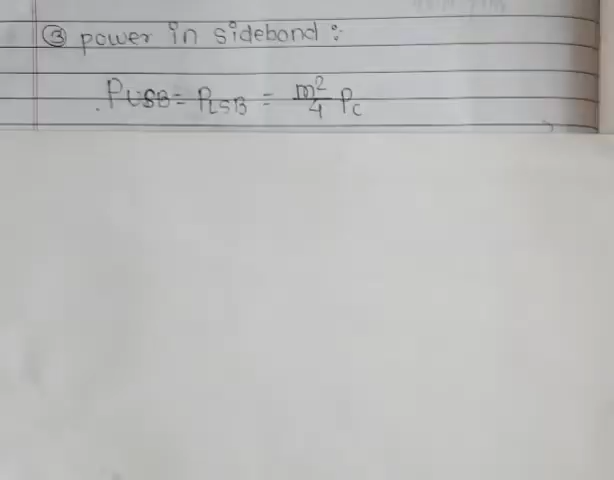 ③ power in sidebond :
PUSB = PLSB = m²/4 Pc